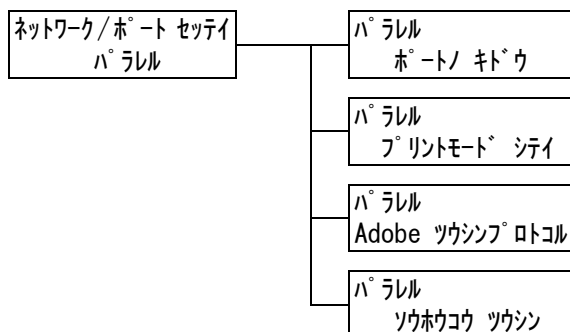 ﾈｯﾄﾜｰｸ/ﾎﾟｰﾄ ｾｯﾃｲ
ﾊﾟﾗﾚﾙ
ﾊﾟﾗﾚﾙ
ﾎﾟｰﾄﾉ ｷﾄﾞｳ
ﾊﾟﾗﾚﾙ
ﾌﾟﾘﾝﾄﾓｰﾄﾞ ｼﾃｲ
ﾊﾟﾗﾚﾙ
Adobe ﾂｳｼﾝﾌﾟﾛﾄｺﾙ
ﾊﾟﾗﾚﾙ
ｿｳﾎｳｺｳ ﾂｳｼﾝ